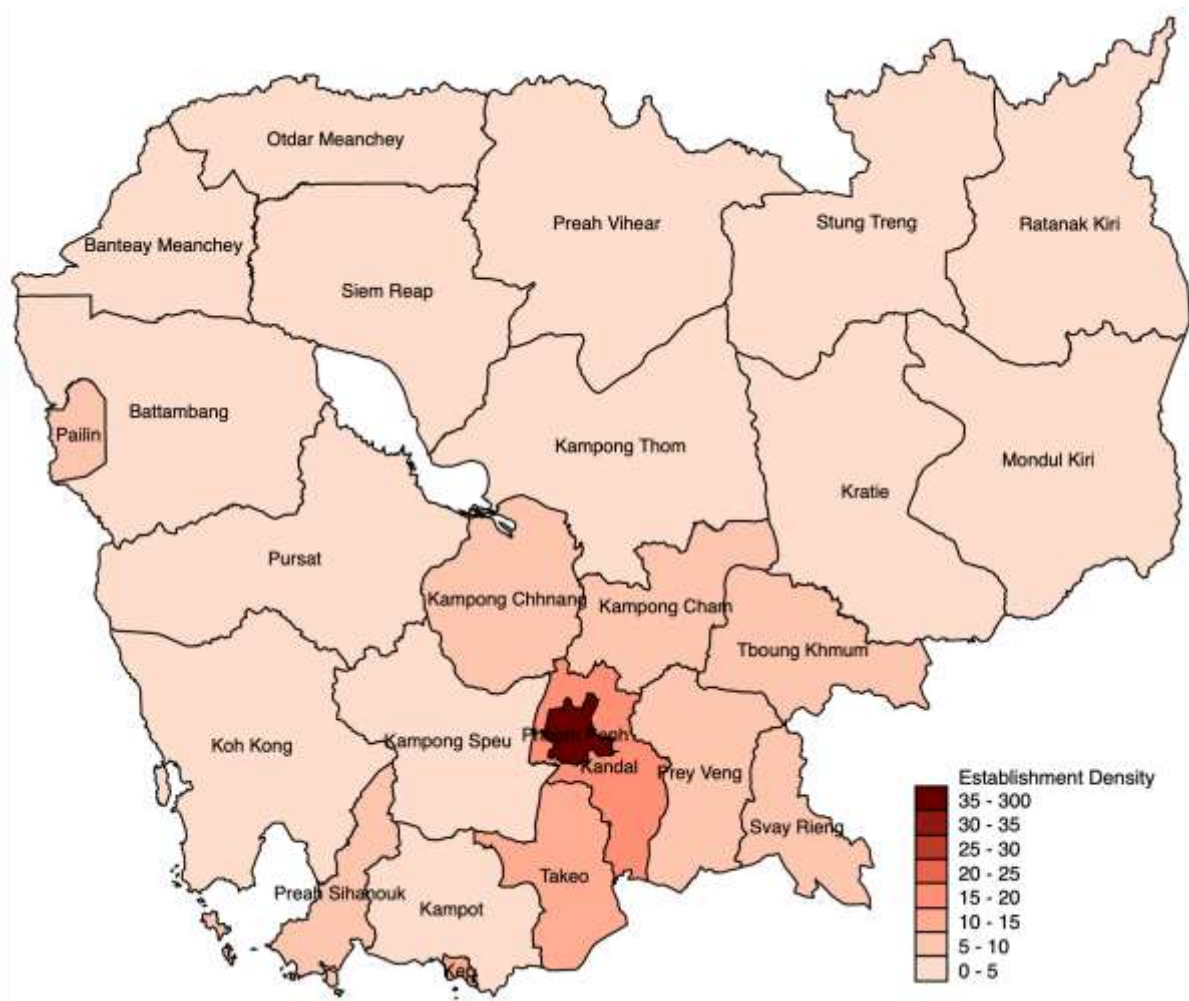 Otdar Meanchey
Preah Vihear
Stung Treng
Ratanak Kiri
Banteay Meanchey
Siem Reap
Battambang
Pailin
Kampong Thom
Mondul Kiri
Kratie
Pursat
Kampong Chhnang
Kampong Cham
Tboung Khmum
Phnom Penh
Koh Kong
Kampong Speu
Kandal
Prey Veng
Svay Rieng
Takeo
Preah Sihanouk
Kampot
Kep
Establishment Density
35 - 300
30 - 35
25 - 30
20 - 25
15 - 20
10 - 15
5 - 10
0 - 5